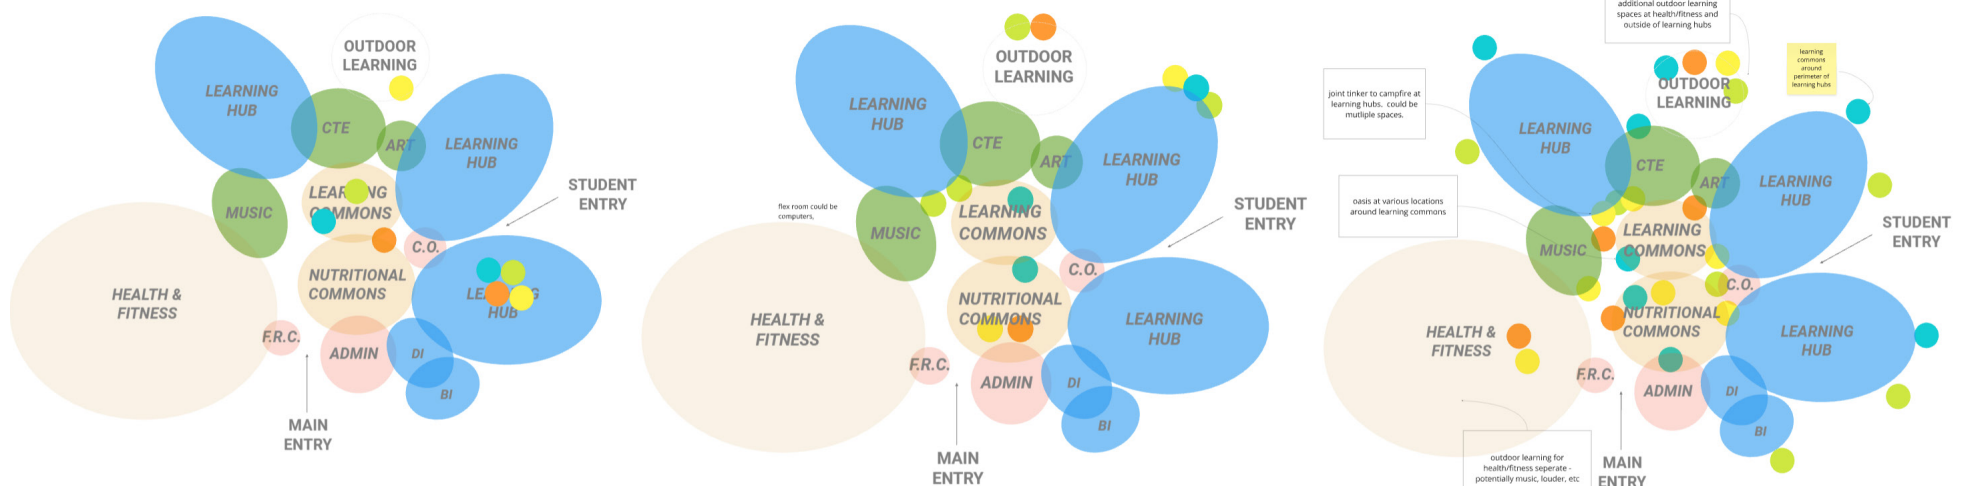 OUTDOOR
LEARNING
LEARNING
HUB
CTE
ART
LEARNING
HUB
STUDENT
ENTRY
MUSIC
LEARNING
COMMONS
C.O.
NUTRITIONAL
COMMONS
LEARNING
HUB
HEALTH &
FITNESS
F.R.C.
ADMIN
DI
BI
MAIN
ENTRY
OUTDOOR
LEARNING
LEARNING
HUB
CTE
ART
LEARNING
HUB
flex room could be
computers,
STUDENT
ENTRY
MUSIC
LEARNING
COMMONS
C.O.
NUTRITIONAL
COMMONS
LEARNING
HUB
HEALTH &
FITNESS
F.R.C.
ADMIN
DI
BI
MAIN
ENTRY
additional outdoor learning
spaces at health/fitness and
outside of learning hubs
learning
commons
around
perimeter of
learning hubs
joint tinker to campfire at
learning hubs. could be
mutliple spaces.
OUTDOOR
LEARNING
LEARNING
HUB
CTE
ART
LEARNING
HUB
oasis at various locations
around learning commons
STUDENT
ENTRY
MUSIC
LEARNING
COMMONS
C.O.
NUTRITIONAL
COMMONS
LEARNING
HUB
HEALTH &
FITNESS
F.R.C.
ADMIN
DI
BI
outdoor learning for
health/fitness seperate -
potentially music, louder, etc
MAIN
ENTRY